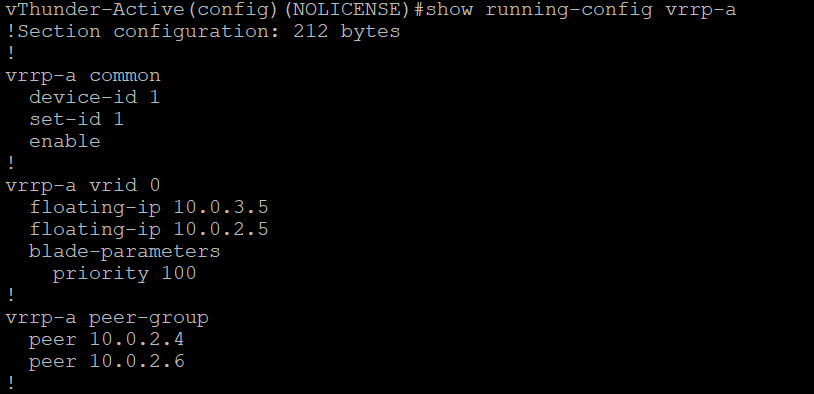 vThunder-Active(config)(NOLICENSE)#show running-config vrrp-a
!Section configuration: 212 bytes
!
vrrp-a common
  device-id 1
  set-id 1
  enable
!
vrrp-a vrid 0
  floating-ip 10.0.3.5
  floating-ip 10.0.2.5
  blade-parameters
    priority 100
!
vrrp-a peer-group
  peer 10.0.2.4
  peer 10.0.2.6
!